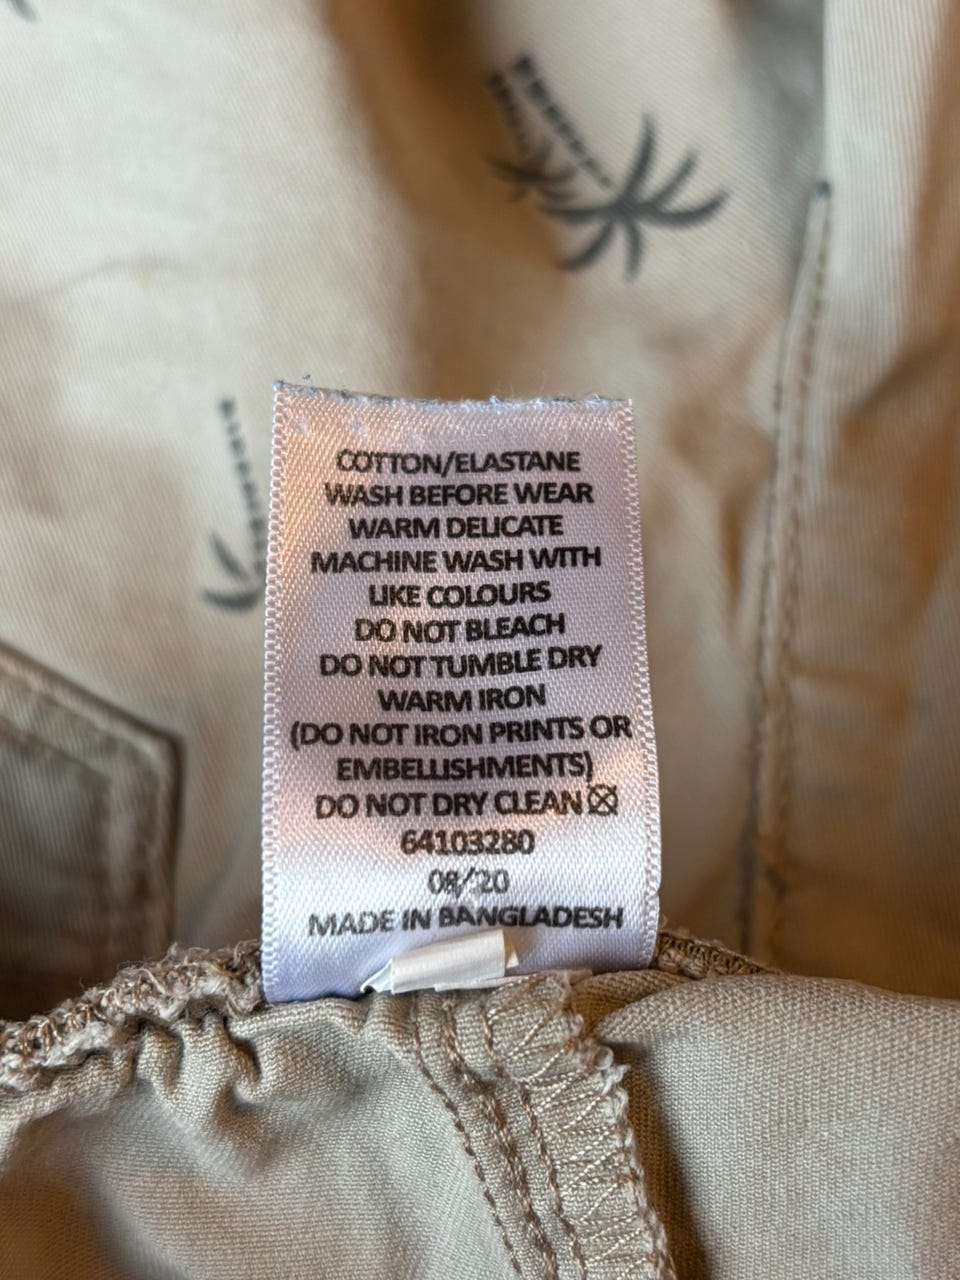 COTTON/ELASTANE
WASH BEFORE WEAR
WARM DELICATE
MACHINE WASH WITH
LIKE COLOURS
DO NOT BLEACH
DO NOT TUMBLE DRY
WARM IRON
(DO NOT IRON PRINTS OR
EMBELLISHMENTS)
DO NOT DRY CLEAN
64103280
08/20
MADE IN BANGLADESH